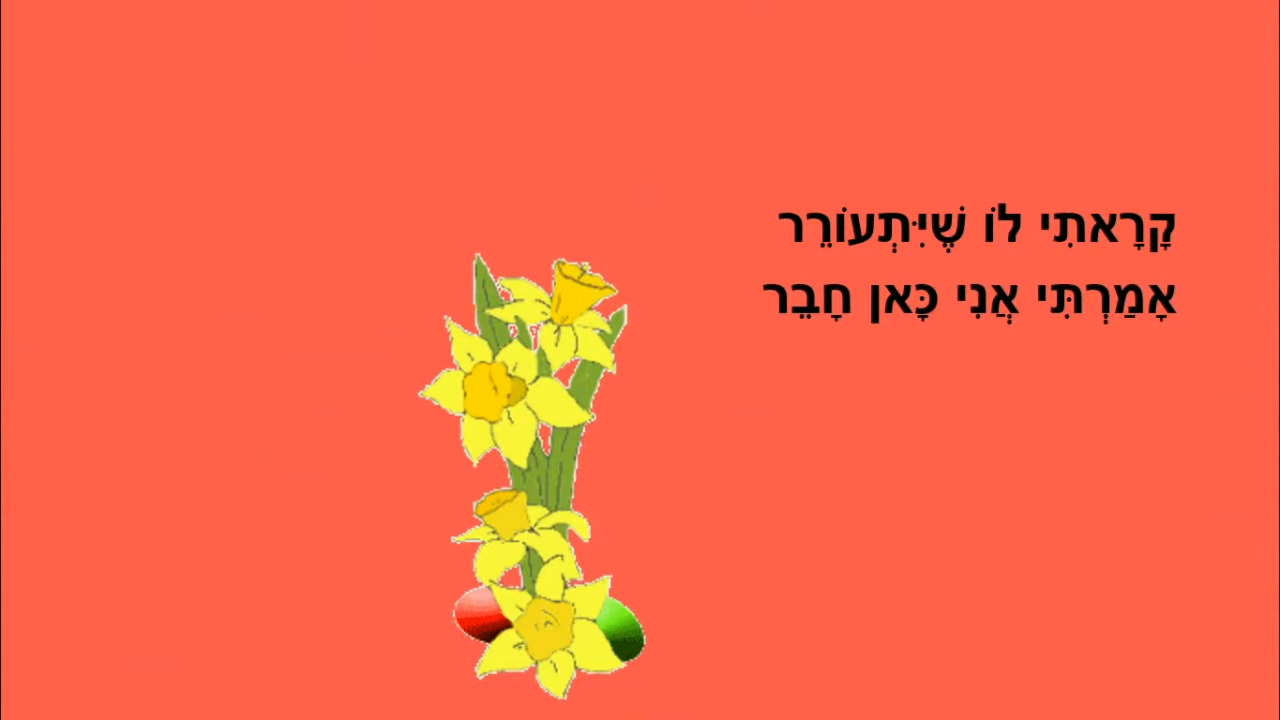 קָרָאתִי לוֹ שֶׁיִּתְעוֹרֵר
אָמַרְתִּי אֲנִי כָּאן חָבֵר